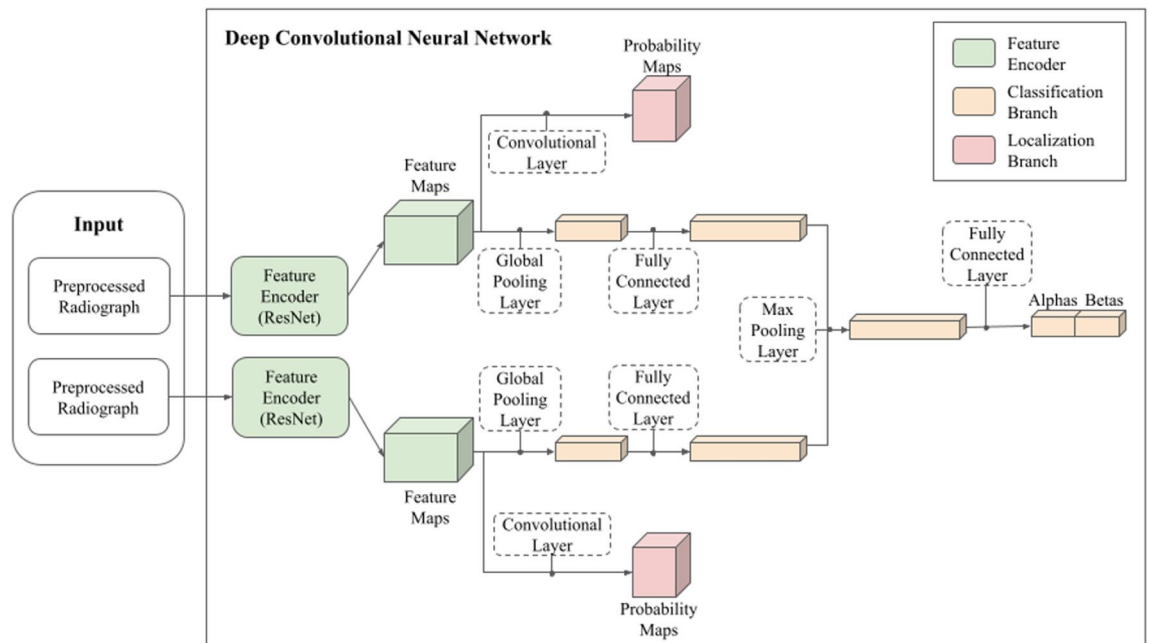 Deep Convolutional Neural Network
Probability
Maps
Feature
Encoder
Classification
Branch
Localization
Branch
Convolutional
Layer
Feature
Maps
Input
Preprocessed
Radiograph
Feature
Encoder
(ResNet)
Global
Pooling
Layer
Fully
Connected
Layer
Fully
Connected
Layer
Max
Pooling
Layer
Alphas Betas
Preprocessed
Radiograph
Feature
Encoder
(ResNet)
Global
Pooling
Layer
Fully
Connected
Layer
Feature
Maps
Convolutional
Layer
Probability
Maps